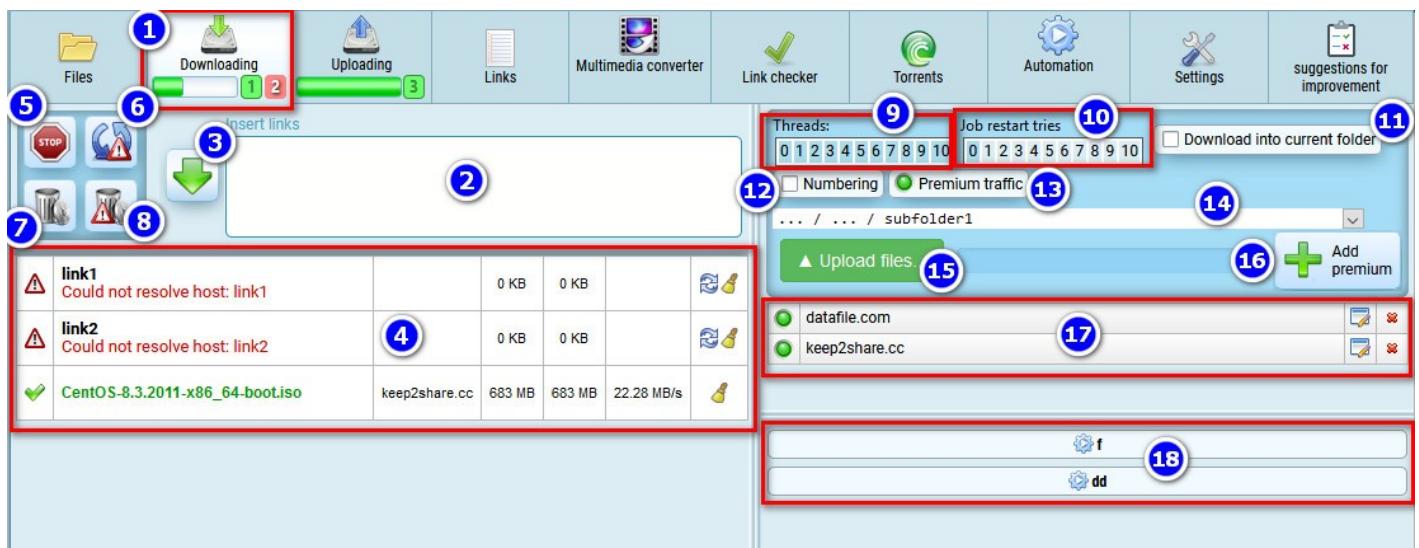 1
Files
Downloading
1 2
Uploading
3
Links
Multimedia converter
Link checker
Torrents
Automation
Settings
suggestions for
improvement
5
6
STOP
7
8
3
Insert links
2
9
Threads:
0 1 2 3 4 5 6 7 8 9 10
10
Job restart tries
0 1 2 3 4 5 6 7 8 9 10
11
Download into current folder
12
Numbering
Premium traffic
13
14
... / ... / subfolder1
▲ Upload files.
15
16
Add
premium
link1
Could not resolve host: link1
0 KB 0 KB
link2
Could not resolve host: link2
0 KB 0 KB
4
CentOS-8.3.2011-x86_64-boot.iso keep2share.cc 683 MB 683 MB 22.28 MB/s
datafile.com
keep2share.cc
17
f
dd
18